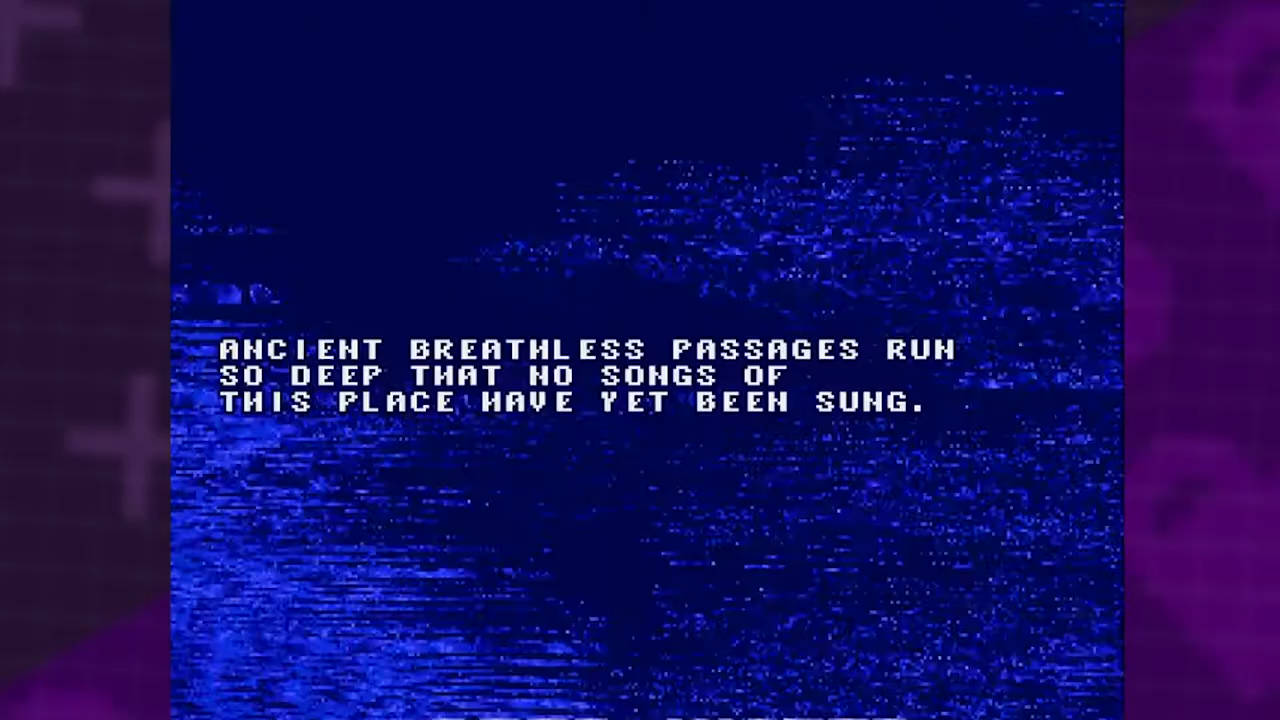 ANCIENT BREATHLESS PASSAGES RUN
SO DEEP THAT NO SONGS OF
THIS PLACE HAVE YET BEEN SUNG.